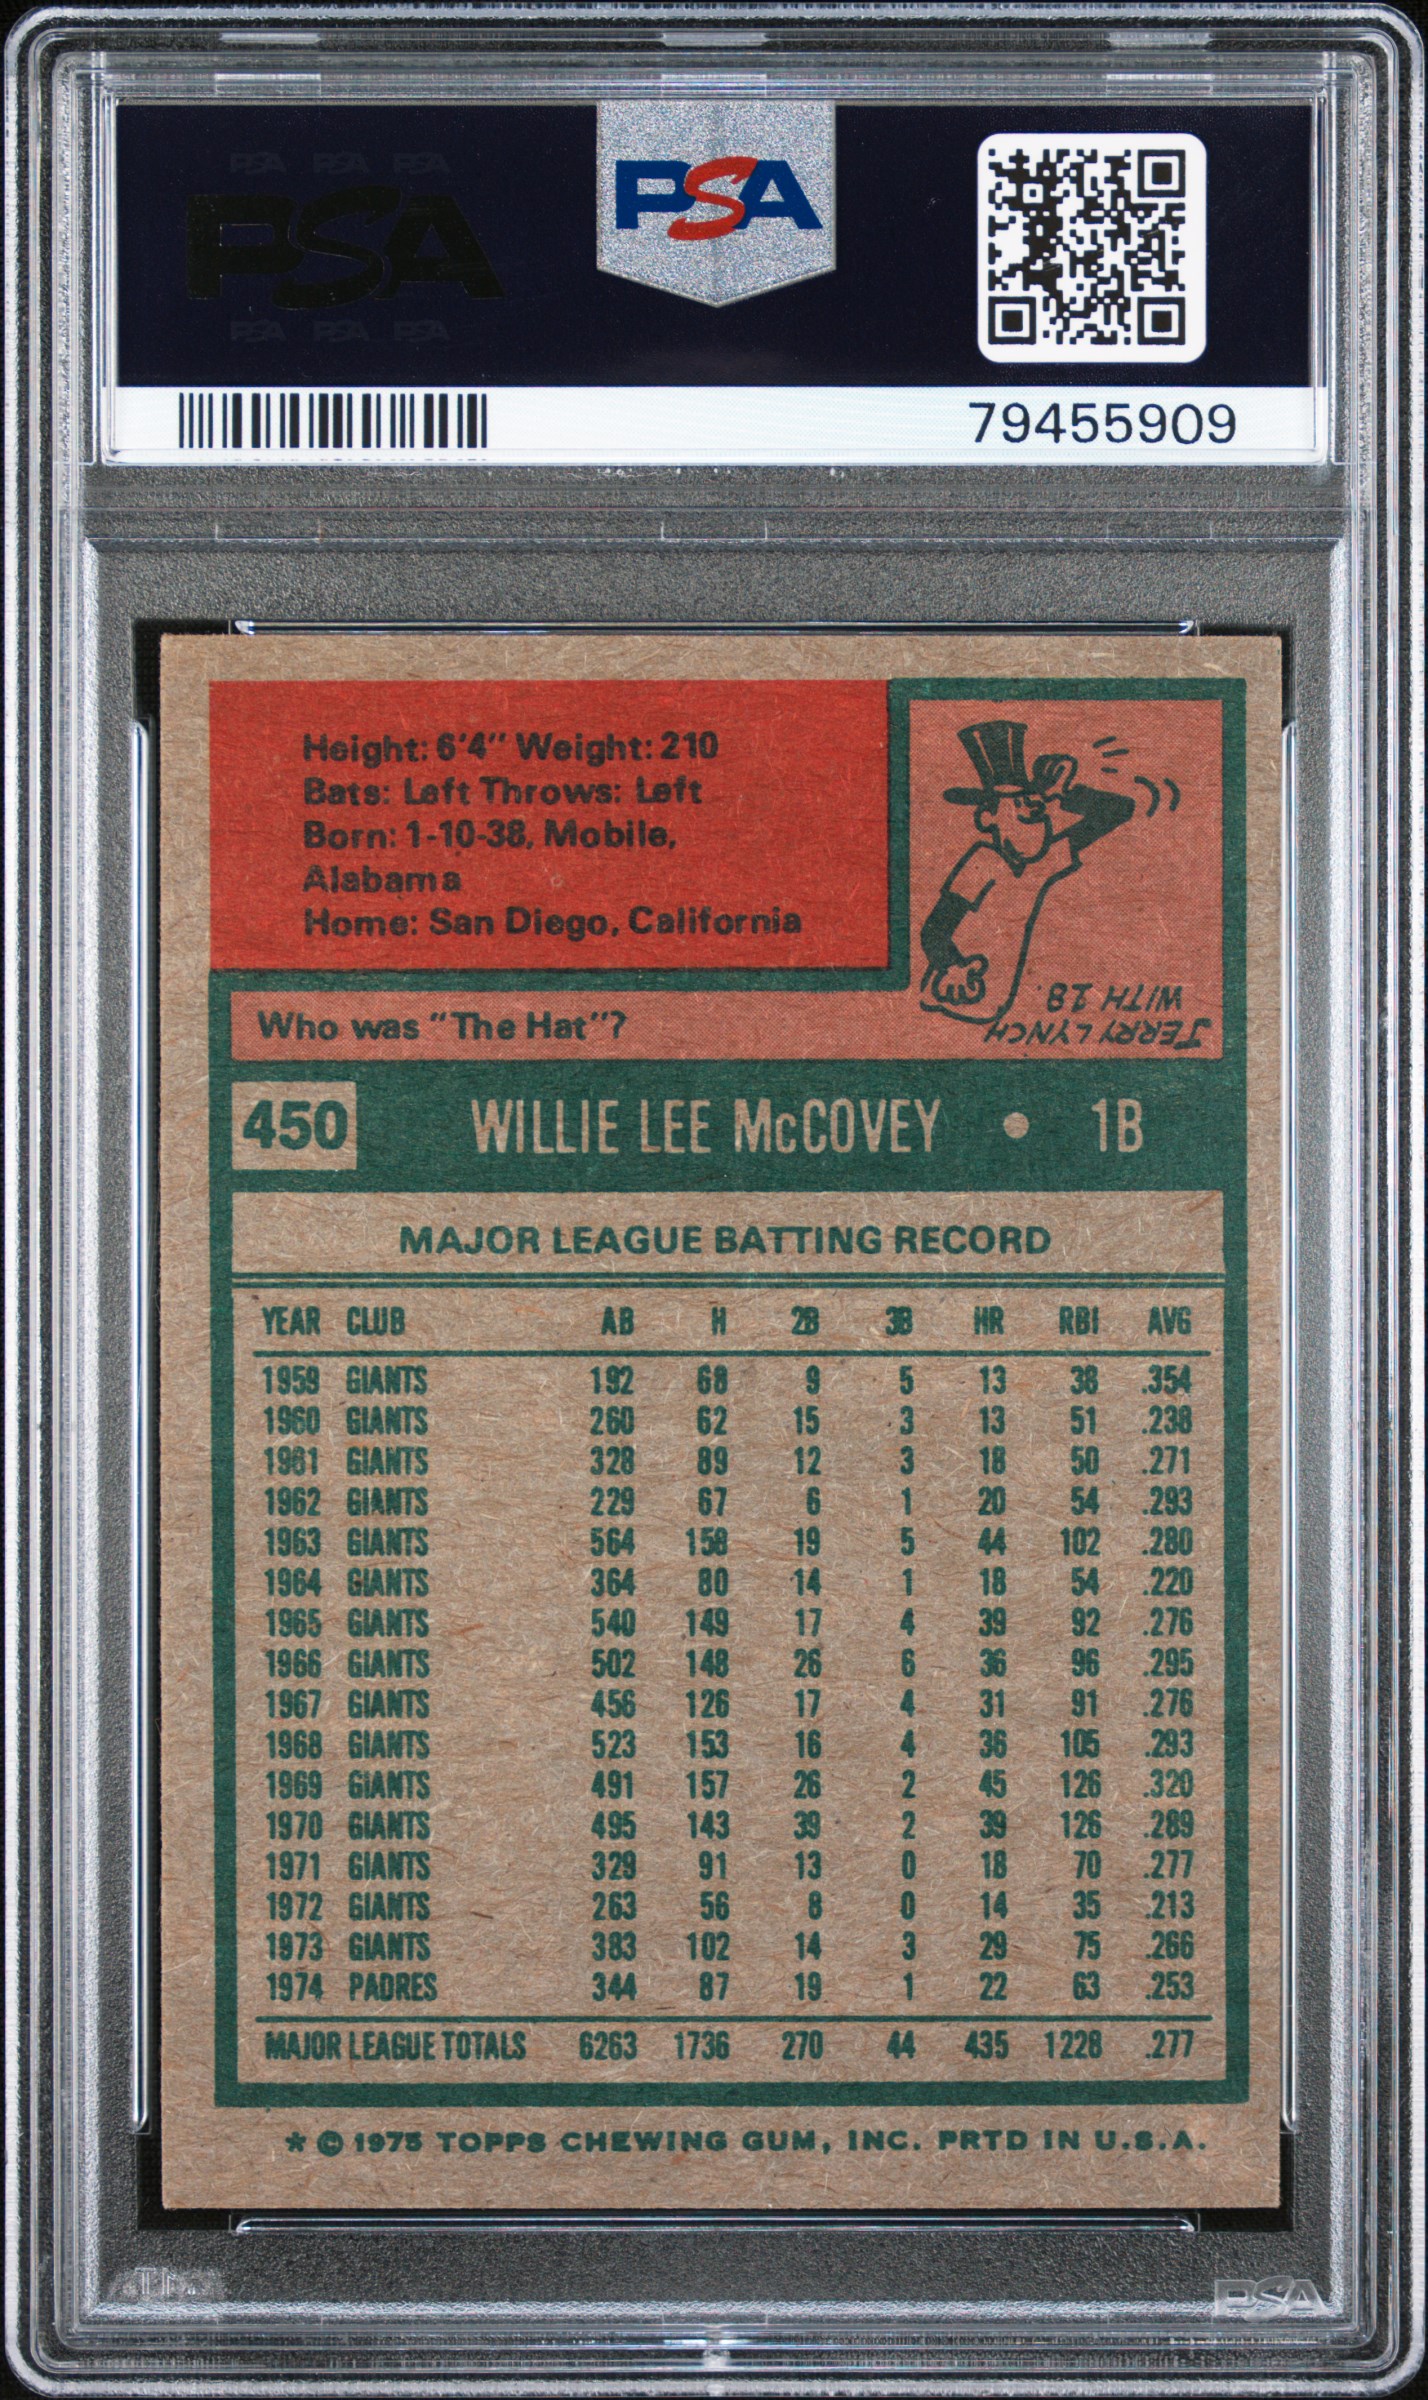 PSA PSA PSA
PSA
PSA PSA PSA
PSA
79455909
Height: 6'4" Weight: 210
Bats: Left Throws: Left
Born: 1-10-38, Mobile,
Alabama
Home: San Diego, California
JERRY LYNCH
WITH 18.
Who was "The Hat"?
450 WILLIE LEE McCOVEY • 1B
MAJOR LEAGUE BATTING RECORD
YEAR CLUB AB H 2B 3B HR RBI AVG
1959 GIANTS 192 68 9 5 13 38 .354
1960 GIANTS 260 62 15 3 13 51 .238
1961 GIANTS 328 89 12 3 18 50 .271
1962 GIANTS 229 67 6 1 20 54 .293
1963 GIANTS 564 158 19 5 44 102 .280
1964 GIANTS 364 80 14 1 18 54 .220
1965 GIANTS 540 149 17 4 39 92 .276
1966 GIANTS 502 148 26 6 36 96 .295
1967 GIANTS 456 126 17 4 31 91 .276
1968 GIANTS 523 153 16 4 36 105 .293
1969 GIANTS 491 157 26 2 45 126 .320
1970 GIANTS 495 143 39 2 39 126 .289
1971 GIANTS 329 91 13 0 18 70 .277
1972 GIANTS 263 56 8 0 14 35 .213
1973 GIANTS 383 102 14 3 29 75 .266
1974 PADRES 344 87 19 1 22 63 .253
MAJOR LEAGUE TOTALS 6263 1736 270 44 435 1228 .277
* © 1975 TOPPS CHEWING GUM, INC. PRTD IN U.S.A.
PSA